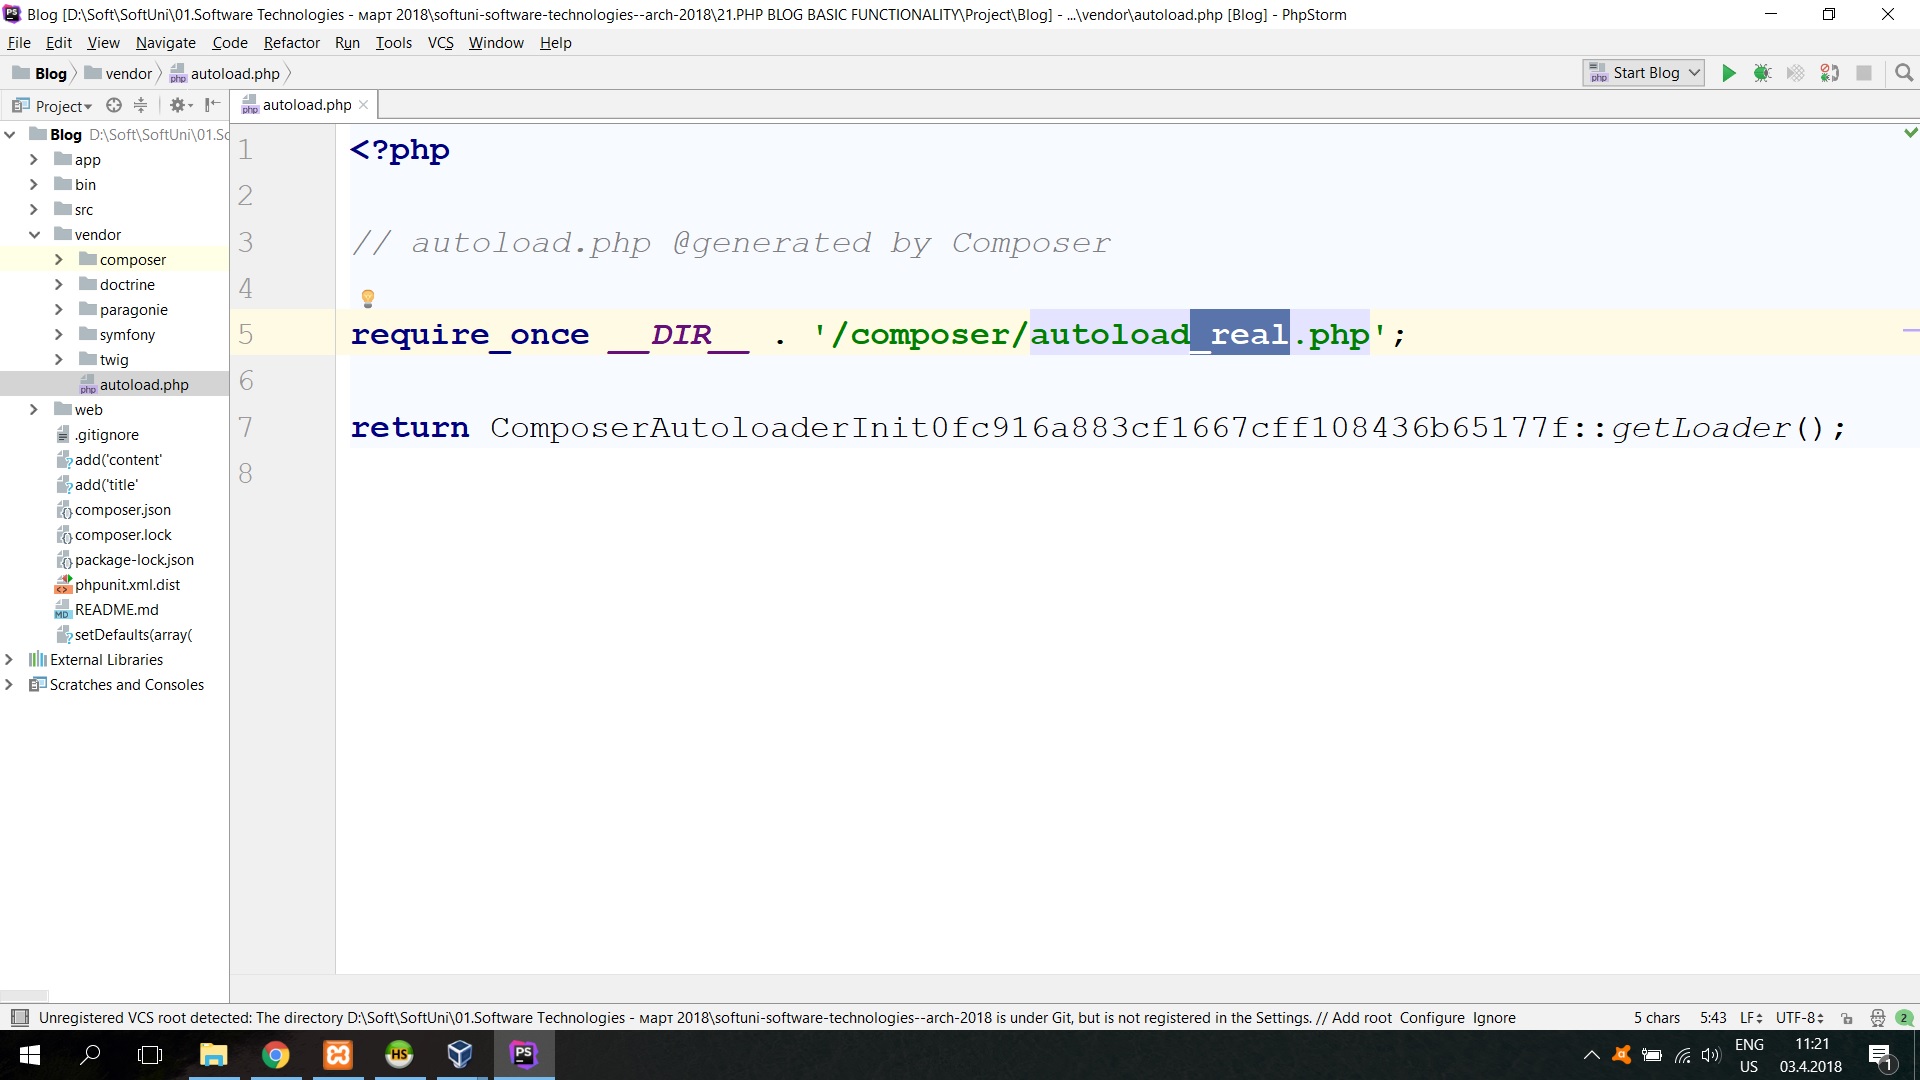 Blog [D:\Soft\SoftUni\01.Software Technologies - март 2018\softuni-software-technologies--arch-2018\21.PHP BLOG BASIC FUNCTIONALITY\Project\Blog] - ...\vendor\autoload.php [Blog] - PhpStorm
File Edit View Navigate Code Refactor Run Tools VCS Window Help
Blog vendor autoload.php Start Blog
Project autoload.php
Blog D:\Soft\SoftUni\01.So
app
bin
src
vendor
composer
doctrine
paragonie
symfony
twig
autoload.php
web
.gitignore
add('content'
add('title'
composer.json
composer.lock
package-lock.json
phpunit.xml.dist
README.md
setDefaults(array(
External Libraries
Scratches and Consoles
1 <?php
2
3 // autoload.php @generated by Composer
4
5 require_once __DIR__ . '/composer/autoload_real.php';
6
7 return ComposerAutoloaderInit0fc916a883cf1667cff108436b65177f::getLoader();
8
Unregistered VCS root detected: The directory D:\Soft\SoftUni\01.Software Technologies - март 2018\softuni-software-technologies--arch-2018 is under Git, but is not registered in the Settings. // Add root Configure Ignore 5 chars 5:43 LF UTF-8 2
ENG 11:21
US 03.4.2018 1